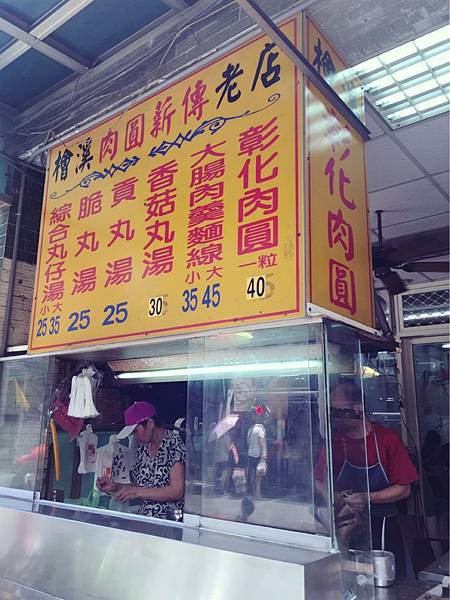 檜溪肉圓薪傳老店
彰化肉圓
一粒
40
大腸肉羹麵線
小大
35 45
香菇丸湯
30
貢丸湯
25
脆丸湯
25
綜合丸仔湯
小大
25 35
彰化肉圓